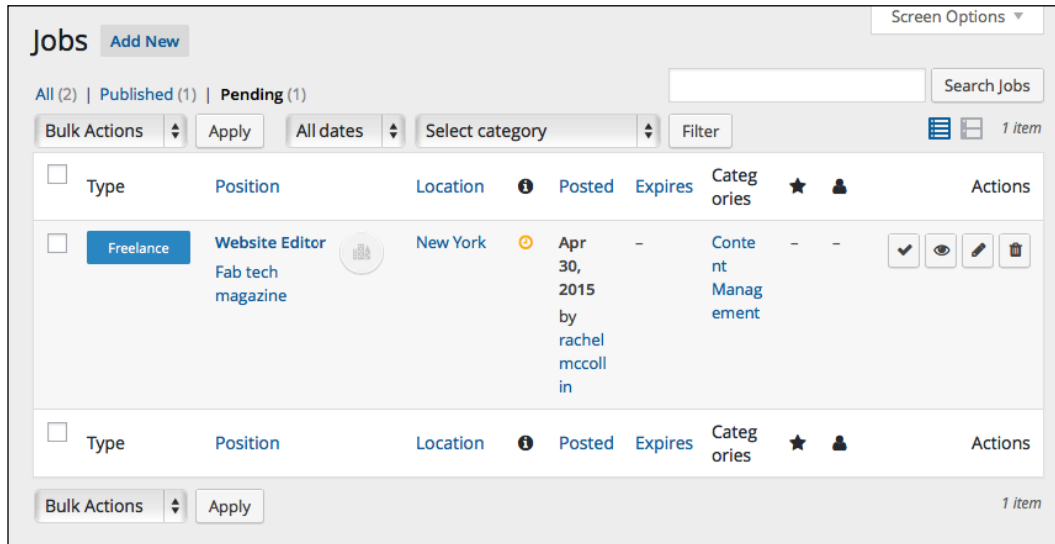 Screen Options
Jobs Add New
All (2) | Published (1) | Pending (1)
Search Jobs
Bulk Actions Apply All dates Select category Filter 1 item
Type Position Location Posted Expires Categ
ories Actions
Freelance Website Editor New York Apr – Conte – –
Fab tech 30, nt
magazine 2015 Manag
by ement
rachel
mccoll
in
Type Position Location Posted Expires Categ
ories Actions
Bulk Actions Apply 1 item